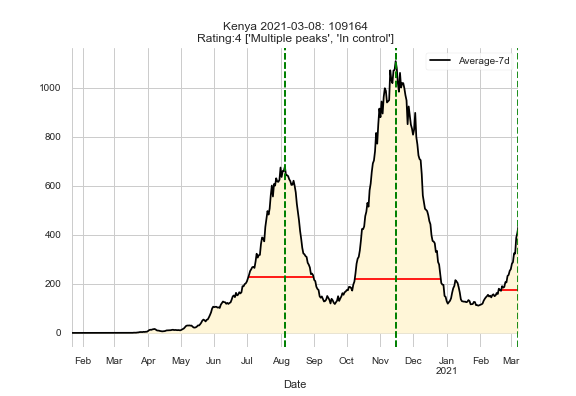 Kenya 2021-03-08: 109164
Rating:4 ['Multiple peaks', 'In control']
Average-7d
1000
800
600
400
200
0
Feb Mar Apr May Jun Jul Aug Sep Oct Nov Dec Jan Feb Mar
2021
Date